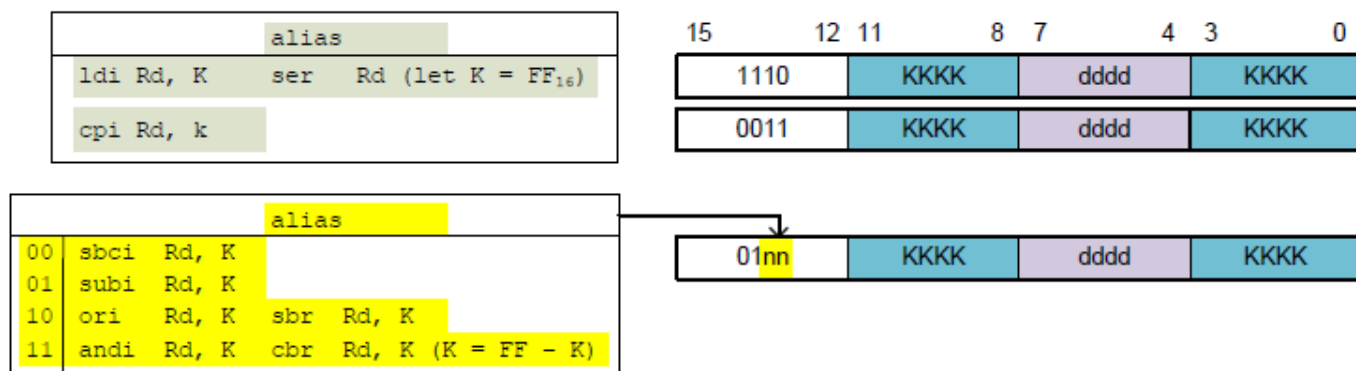 alias
ldi Rd, K ser Rd (let K = FF₁₆)
cpi Rd, k
15 12 11 8 7 4 3 0
1110 KKKK dddd KKKK
0011 KKKK dddd KKKK
alias
00 sbci Rd, K
01 subi Rd, K
10 ori Rd, K sbr Rd, K
11 andi Rd, K cbr Rd, K (K = FF - K)
01nn KKKK dddd KKKK